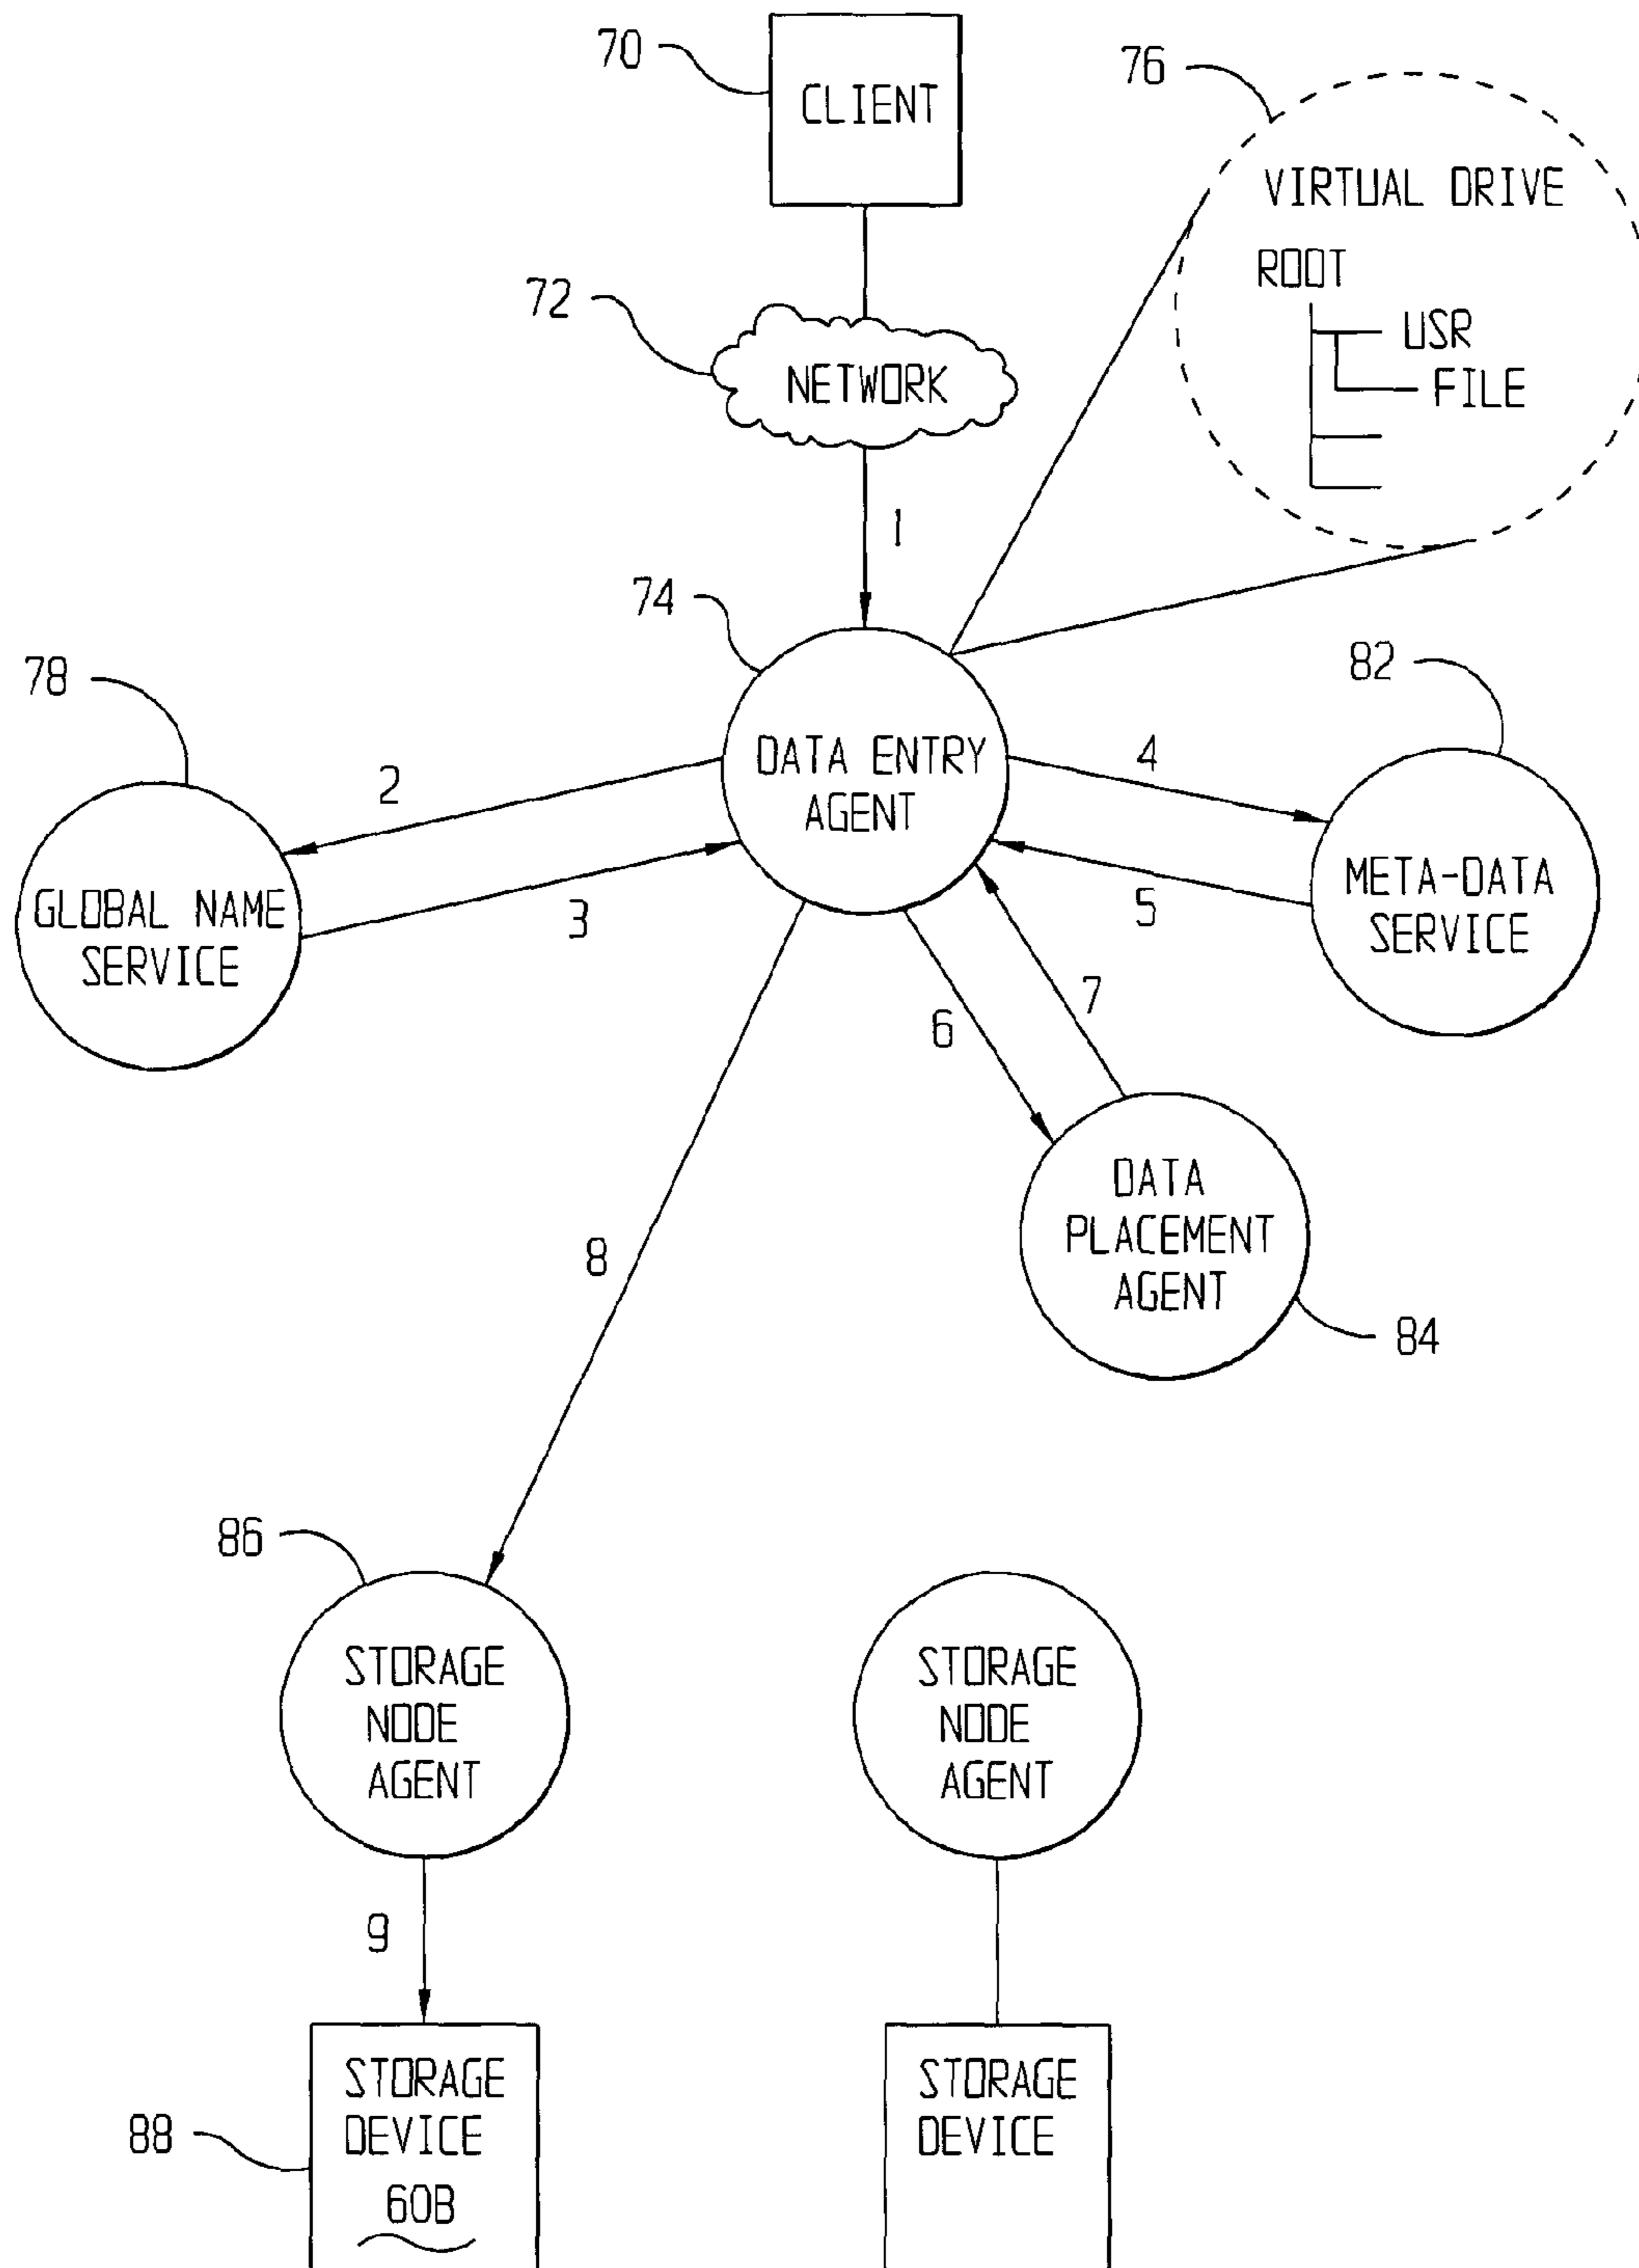 70
CLIENT
76
VIRTUAL DRIVE
ROOT
USR
FILE
72
NETWORK
1
74
78
82
DATA ENTRY
AGENT
2
4
GLOBAL NAME
SERVICE
3
META-DATA
SERVICE
5
6
7
DATA
PLACEMENT
AGENT
84
8
86
STORAGE
NODE
AGENT
STORAGE
NODE
AGENT
9
STORAGE
DEVICE
60B
88
STORAGE
DEVICE